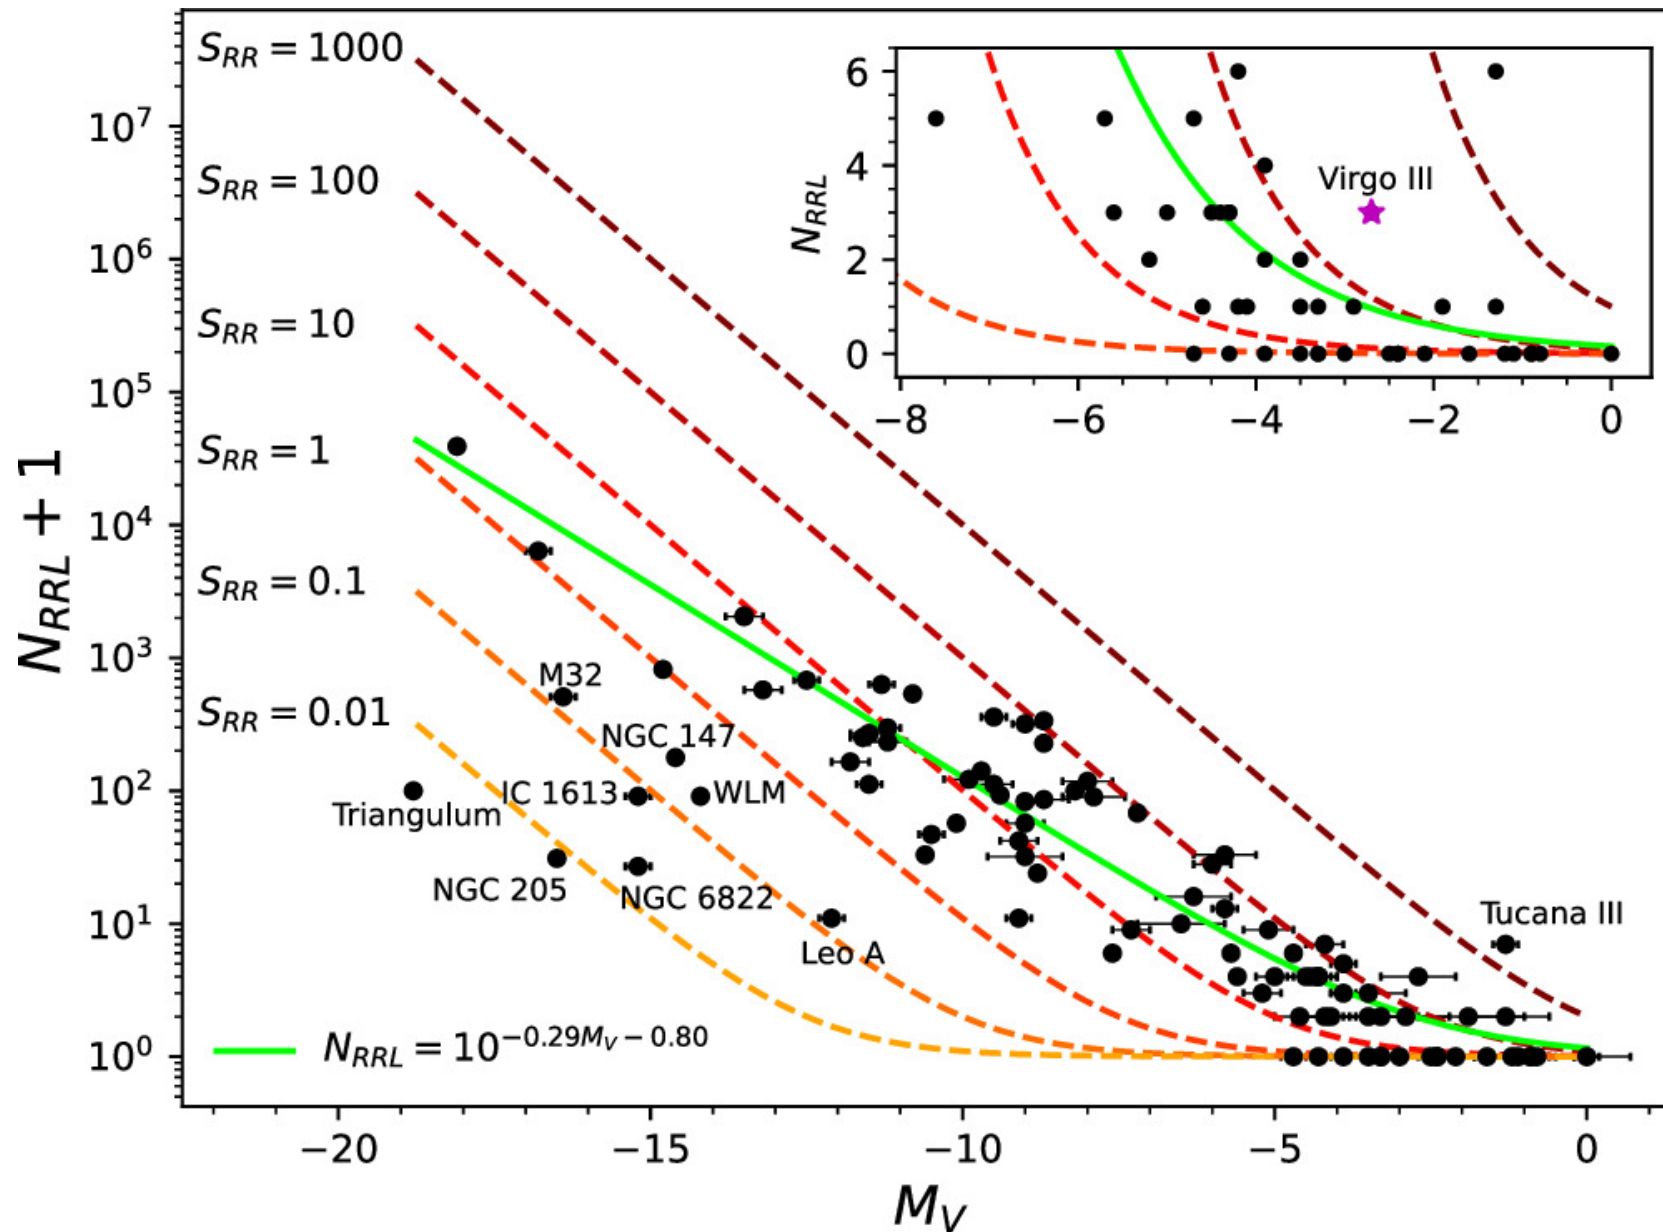 S_RR = 1000
S_RR = 100
S_RR = 10
S_RR = 1
S_RR = 0.1
S_RR = 0.01
10^7
10^6
10^5
10^4
10^3
10^2
10^1
10^0
N_RRL + 1
−20
−15
−10
−5
0
M_V
M32
NGC 147
IC 1613
WLM
Triangulum
NGC 205
NGC 6822
Leo A
Tucana III
N_RRL = 10^{−0.29M_V − 0.80}
6
4
2
0
N_RRL
Virgo III
−8
−6
−4
−2
0